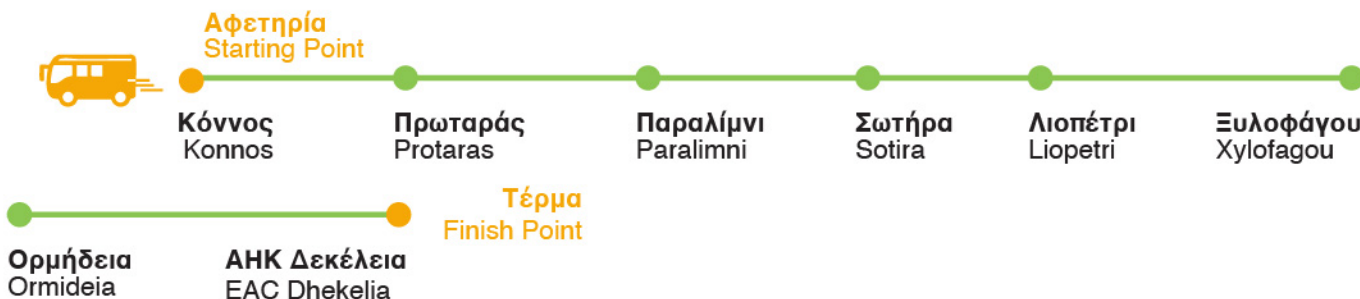 Αφετηρία
Starting Point
Κόννος
Konnos
Πρωταράς
Protaras
Παραλίμνι
Paralimni
Σωτήρα
Sotira
Λιοπέτρι
Liopetri
Ξυλοφάγου
Xylofagou
Ορμήδεια
Ormideia
ΑΗΚ Δεκέλεια
EAC Dhekelia
Τέρμα
Finish Point